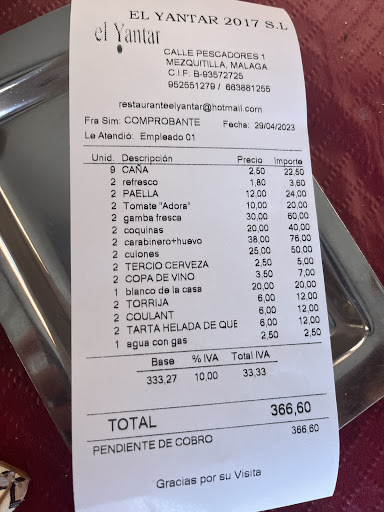 EL YANTAR 2017 S.L
el Yantar
CALLE PESCADORES 1
MEZQUITILLA, MALAGA
C.I.F: B-93572725
952551279 / 663881255
restauranteelyantar@hotmail.com
Fra Sim: COMPROBANTE Fecha: 29/04/2023
Le Atendió: Empleado 01
Unid. Descripción Precio Importe
9 CAÑA 2,50 22,50
2 refresco 1,80 3,60
2 PAELLA 12,00 24,00
2 Tomate "Adora" 10,00 20,00
2 gamba fresca 30,00 60,00
2 coquinas 20,00 40,00
2 carabinero+huevo 38,00 76,00
2 culones 25,00 50,00
2 TERCIO CERVEZA 2,50 5,00
2 COPA DE VINO 3,50 7,00
1 blanco de la casa 20,00 20,00
2 TORRIJA 6,00 12,00
2 COULANT 6,00 12,00
2 TARTA HELADA DE QUE 6,00 12,00
1 agua con gas 2,50 2,50
Base % IVA Total IVA
333,27 10,00 33,33
TOTAL 366,60
PENDIENTE DE COBRO 366,60
Gracias por su Visita